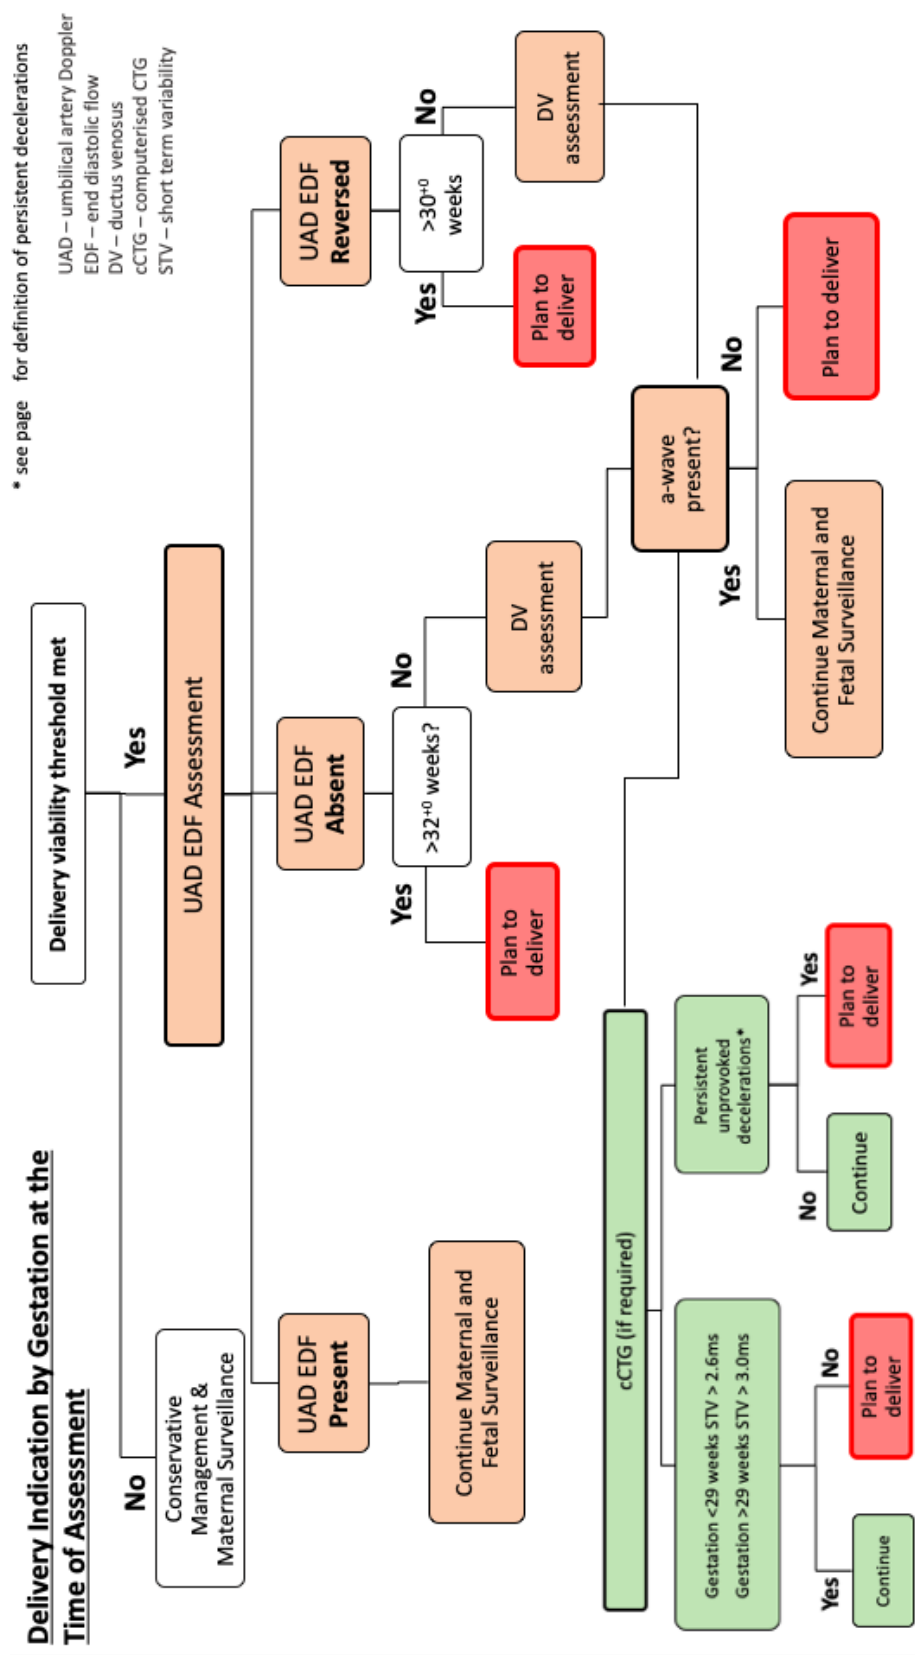 Delivery Indication by Gestation at the
Time of Assessment
* see page for definition of persistent decelerations
UAD – umbilical artery Doppler
EDF – end diastolic flow
DV – ductus venosus
cCTG – computerised CTG
STV – short term variability
Delivery viability threshold met
No
Yes
Conservative
Management &
Maternal Surveillance
UAD EDF Assessment
UAD EDF
Present
UAD EDF
Absent
UAD EDF
Reversed
Continue Maternal and
Fetal Surveillance
>32+0 weeks?
Yes
No
Plan to
deliver
DV
assessment
>30+0
weeks
Yes
No
Plan to
deliver
DV
assessment
a-wave
present?
Yes
No
Continue Maternal and
Fetal Surveillance
Plan to deliver
cCTG (if required)
Gestation <29 weeks STV > 2.6ms
Gestation >29 weeks STV > 3.0ms
Yes
No
Continue
Plan to
deliver
Persistent
unprovoked
decelerations*
No
Yes
Continue
Plan to
deliver